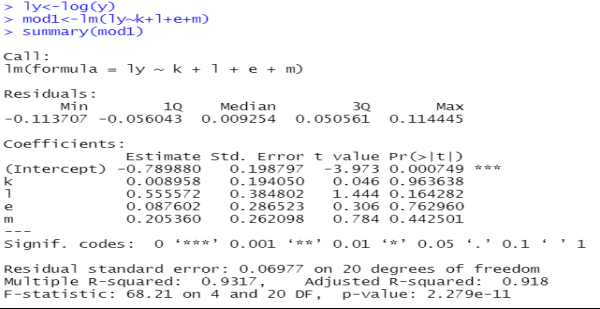 > ly<-log(y)
> mod1<-lm(ly~k+l+e+m)
> summary(mod1)
Call:
lm(formula = ly ~ k + l + e + m)
Residuals:
Min 1Q Median 3Q Max
-0.113707 -0.056043 0.009254 0.050561 0.114445
Coefficients:
Estimate Std. Error t value Pr(>|t|)
(Intercept) -0.789880 0.198797 -3.973 0.000749 ***
k 0.008958 0.194050 0.046 0.963638
l 0.555572 0.384802 1.444 0.164282
e 0.087602 0.286523 0.306 0.762960
m 0.205360 0.262098 0.784 0.442501
---
Signif. codes: 0 ‘***’ 0.001 ‘**’ 0.01 ‘*’ 0.05 ‘.’ 0.1 ‘ ’ 1
Residual standard error: 0.06977 on 20 degrees of freedom
Multiple R-squared: 0.9317, Adjusted R-squared: 0.918
F-statistic: 68.21 on 4 and 20 DF, p-value: 2.279e-11